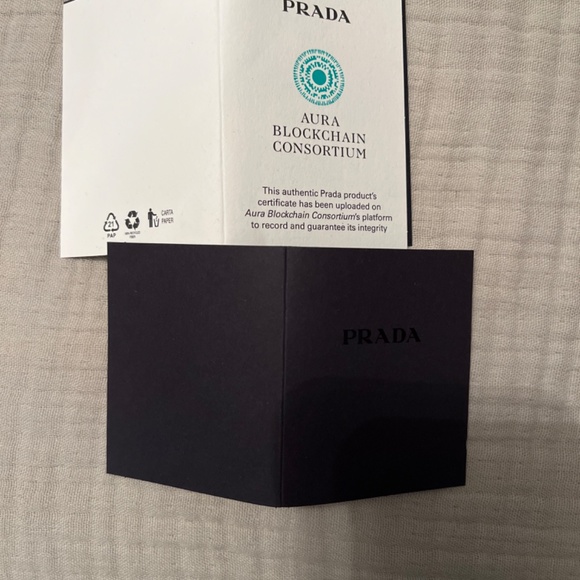 PRADA
AURA
BLOCKCHAIN
CONSORTIUM
This authentic Prada product's
certificate has been uploaded on
Aura Blockchain Consortium's platform
to record and guarantee its integrity
21
PAP
CARTA
PAPER
PRADA